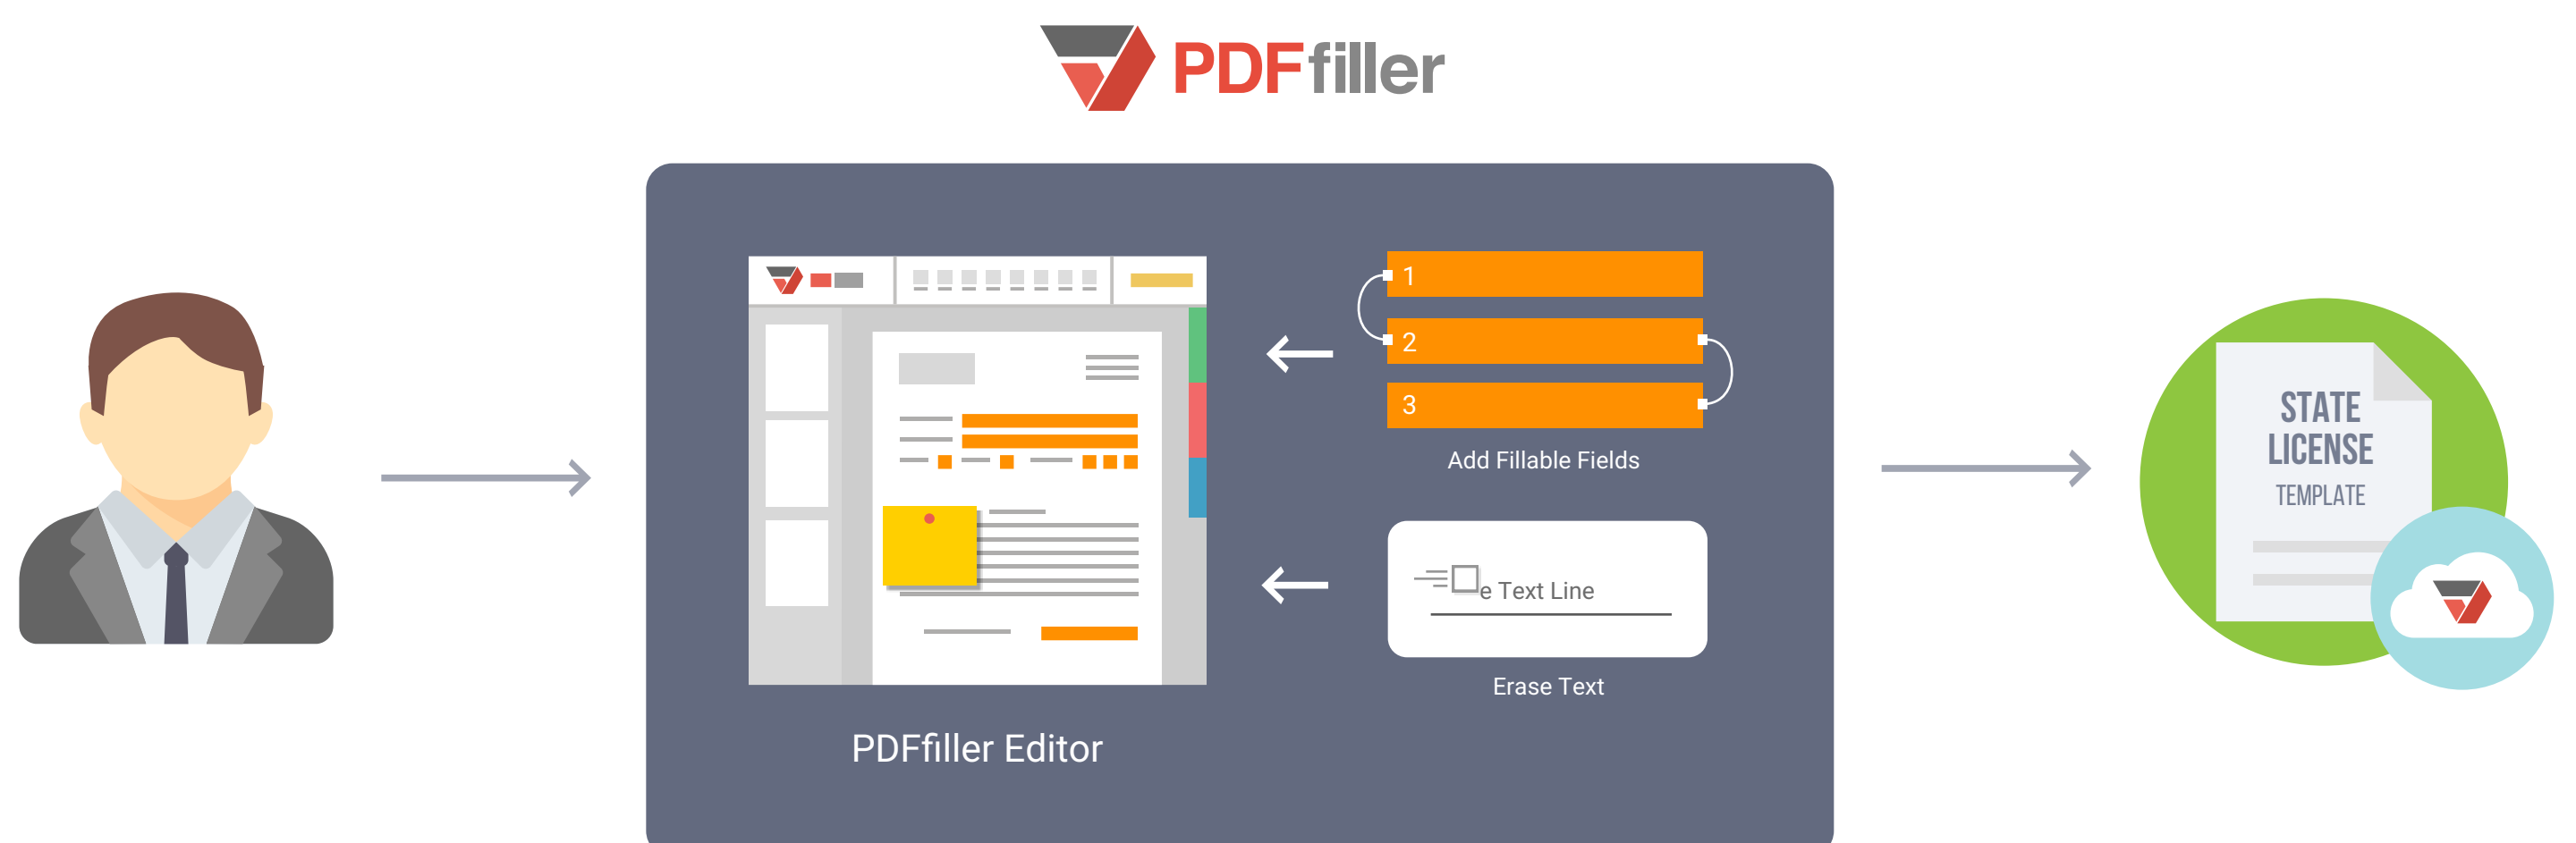 PDFfiller
1
2
3
Add Fillable Fields
e Text Line
Erase Text
PDFfiller Editor
STATE
LICENSE
TEMPLATE